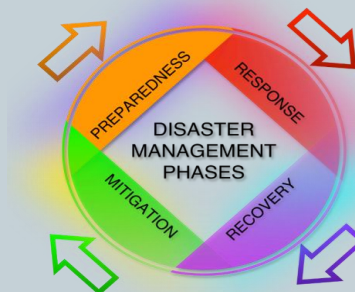 PREPAREDNESS
RESPONSE
DISASTER
MANAGEMENT
PHASES
MITIGATION
RECOVERY